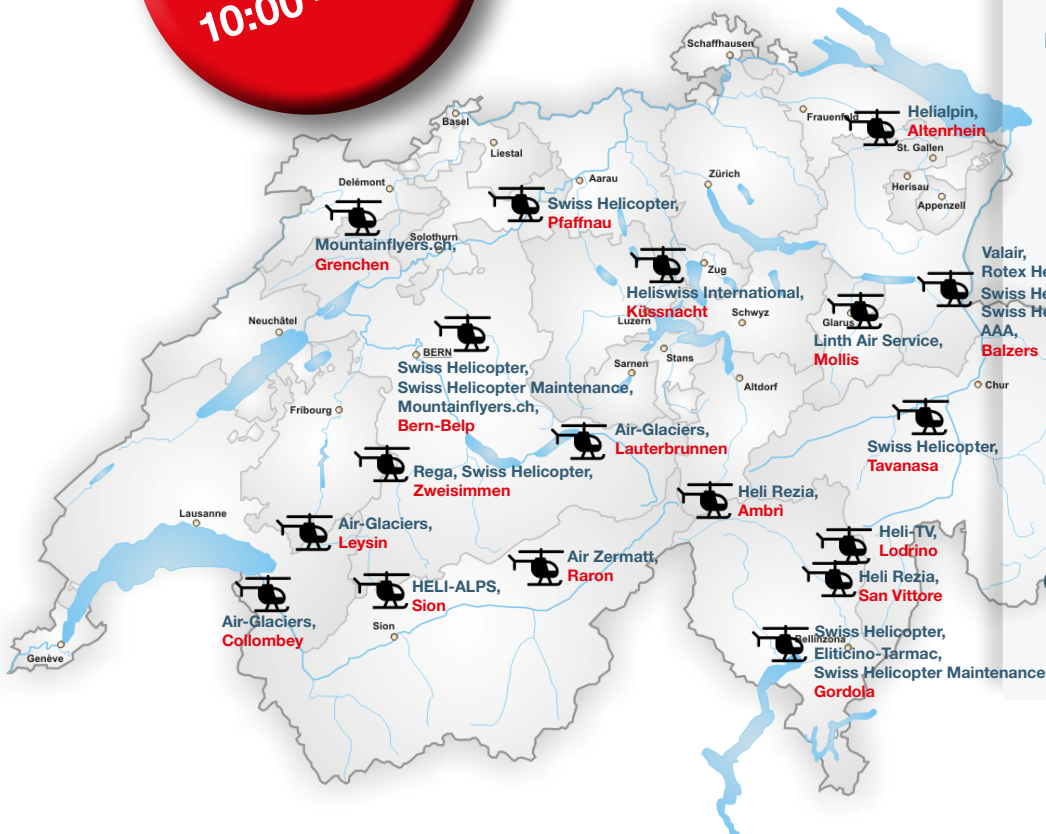 10:00
Schaffhausen
Basel
Liestal
Frauenfeld
Helialpin,
Altenrhein
St. Gallen
Herisau
Appenzell
Delémont
Aarau
Zürich
Swiss Helicopter,
Pfaffnau
Solothurn
Mountainflyers.ch,
Grenchen
Zug
Heliswiss International,
Küssnacht
Luzern
Schwyz
Glarus
Linth Air Service,
Mollis
Valair,
Rotex
Swiss
Swiss
AAA,
Balzers
Neuchâtel
BERN
Swiss Helicopter,
Swiss Helicopter Maintenance,
Mountainflyers.ch,
Bern-Belp
Sarnen
Stans
Altdorf
Chur
Fribourg
Air-Glaciers,
Lauterbrunnen
Swiss Helicopter,
Tavanasa
Rega, Swiss Helicopter,
Zweisimmen
Heli Rezia,
Ambrì
Lausanne
Air-Glaciers,
Leysin
Heli-TV,
Lodrino
Air Zermatt,
Raron
Heli Rezia,
San Vittore
HELI-ALPS,
Sion
Air-Glaciers,
Collombey
Sion
Genève
Bellinzona
Swiss Helicopter,
Eliticino-Tarmac,
Swiss Helicopter Maintenance
Gordola